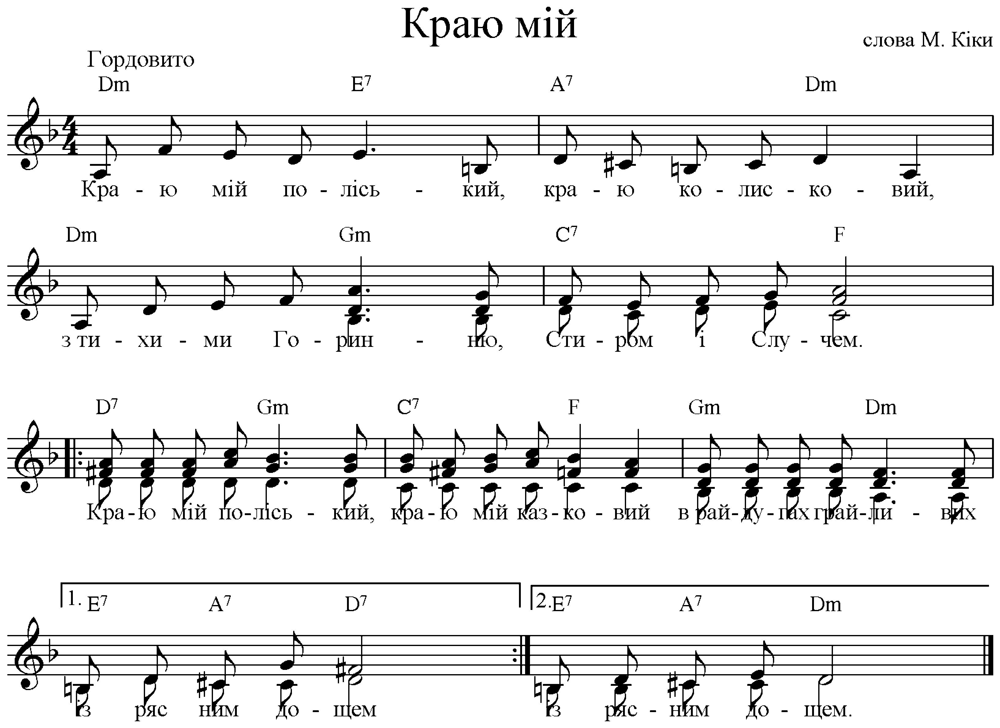 Краю мій
слова М. Кіки
Гордовито
Dm E7 A7 Dm
Кра - ю мій по - лісь - кий, кра - ю ко - лис - ко - вий,
Dm Gm C7 F
з ти - хи - ми Го - рин - ню, Сти - ром і Слу - чем.
D7 Gm C7 F Gm Dm
Кра - ю мій по - лісь - кий, кра - ю мій каз - ко - вий в рай - ду - гах грай - ли - вих
1. E7 A7 D7 2. E7 A7 Dm
із ряс ним до - щем із ряс - ним до - щем.